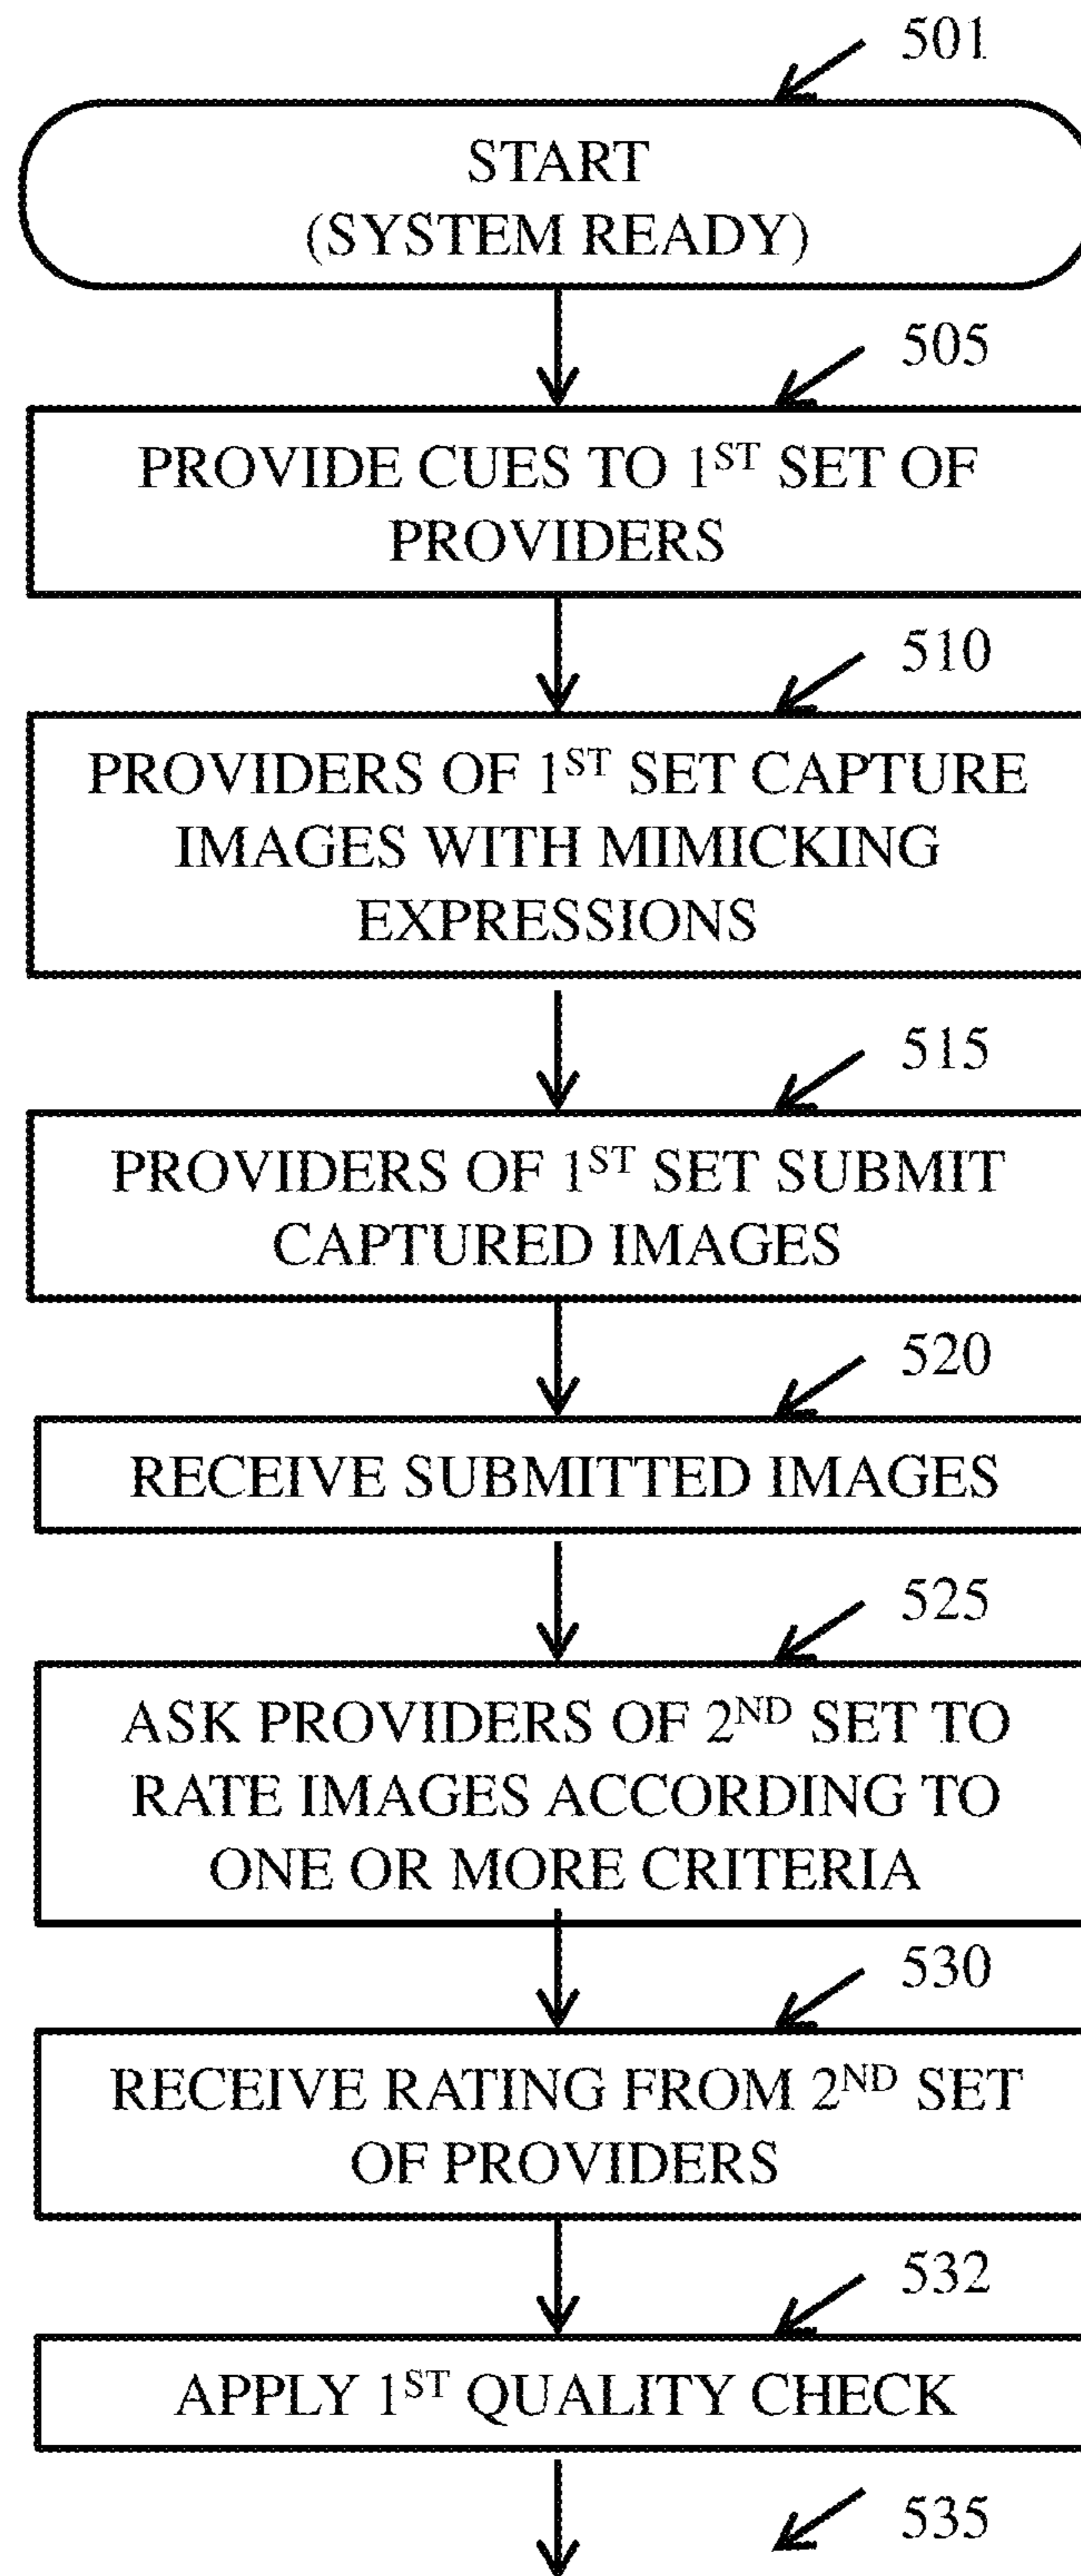 501
START
(SYSTEM READY)
505
PROVIDE CUES TO 1ST SET OF
PROVIDERS
510
PROVIDERS OF 1ST SET CAPTURE
IMAGES WITH MIMICKING
EXPRESSIONS
515
PROVIDERS OF 1ST SET SUBMIT
CAPTURED IMAGES
520
RECEIVE SUBMITTED IMAGES
525
ASK PROVIDERS OF 2ND SET TO
RATE IMAGES ACCORDING TO
ONE OR MORE CRITERIA
530
RECEIVE RATING FROM 2ND SET
OF PROVIDERS
532
APPLY 1ST QUALITY CHECK
535